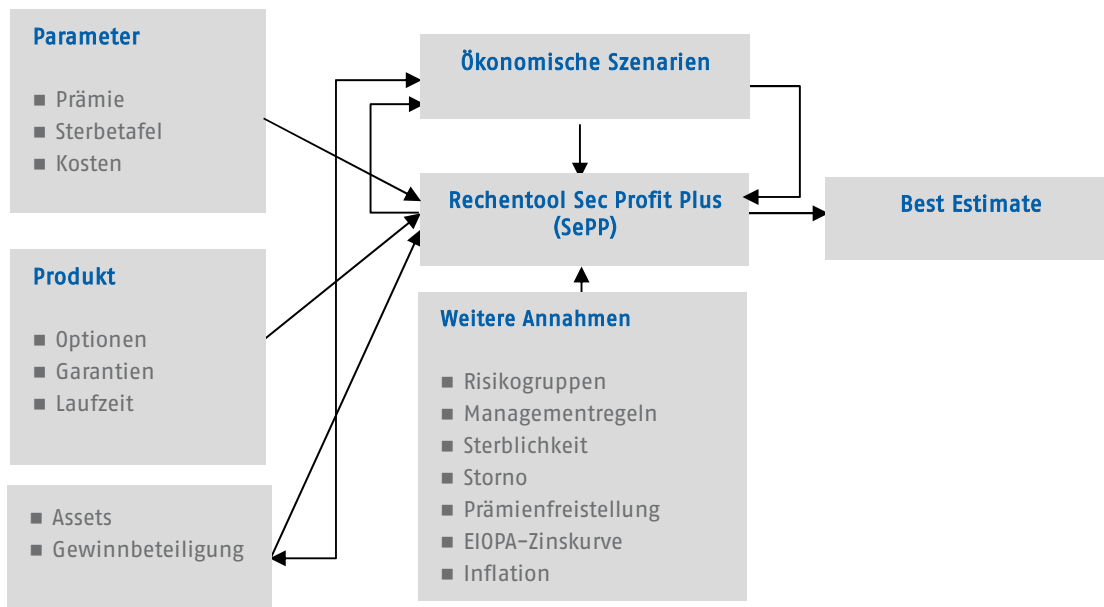 Parameter
■ Prämie
■ Sterbetafel
■ Kosten
Produkt
■ Optionen
■ Garantien
■ Laufzeit
■ Assets
■ Gewinnbeteiligung
Ökonomische Szenarien
Rechentool Sec Profit Plus
(SePP)
Weitere Annahmen
■ Risikogruppen
■ Managementregeln
■ Sterblichkeit
■ Storno
■ Prämienfreistellung
■ EIOPA-Zinskurve
■ Inflation
Best Estimate